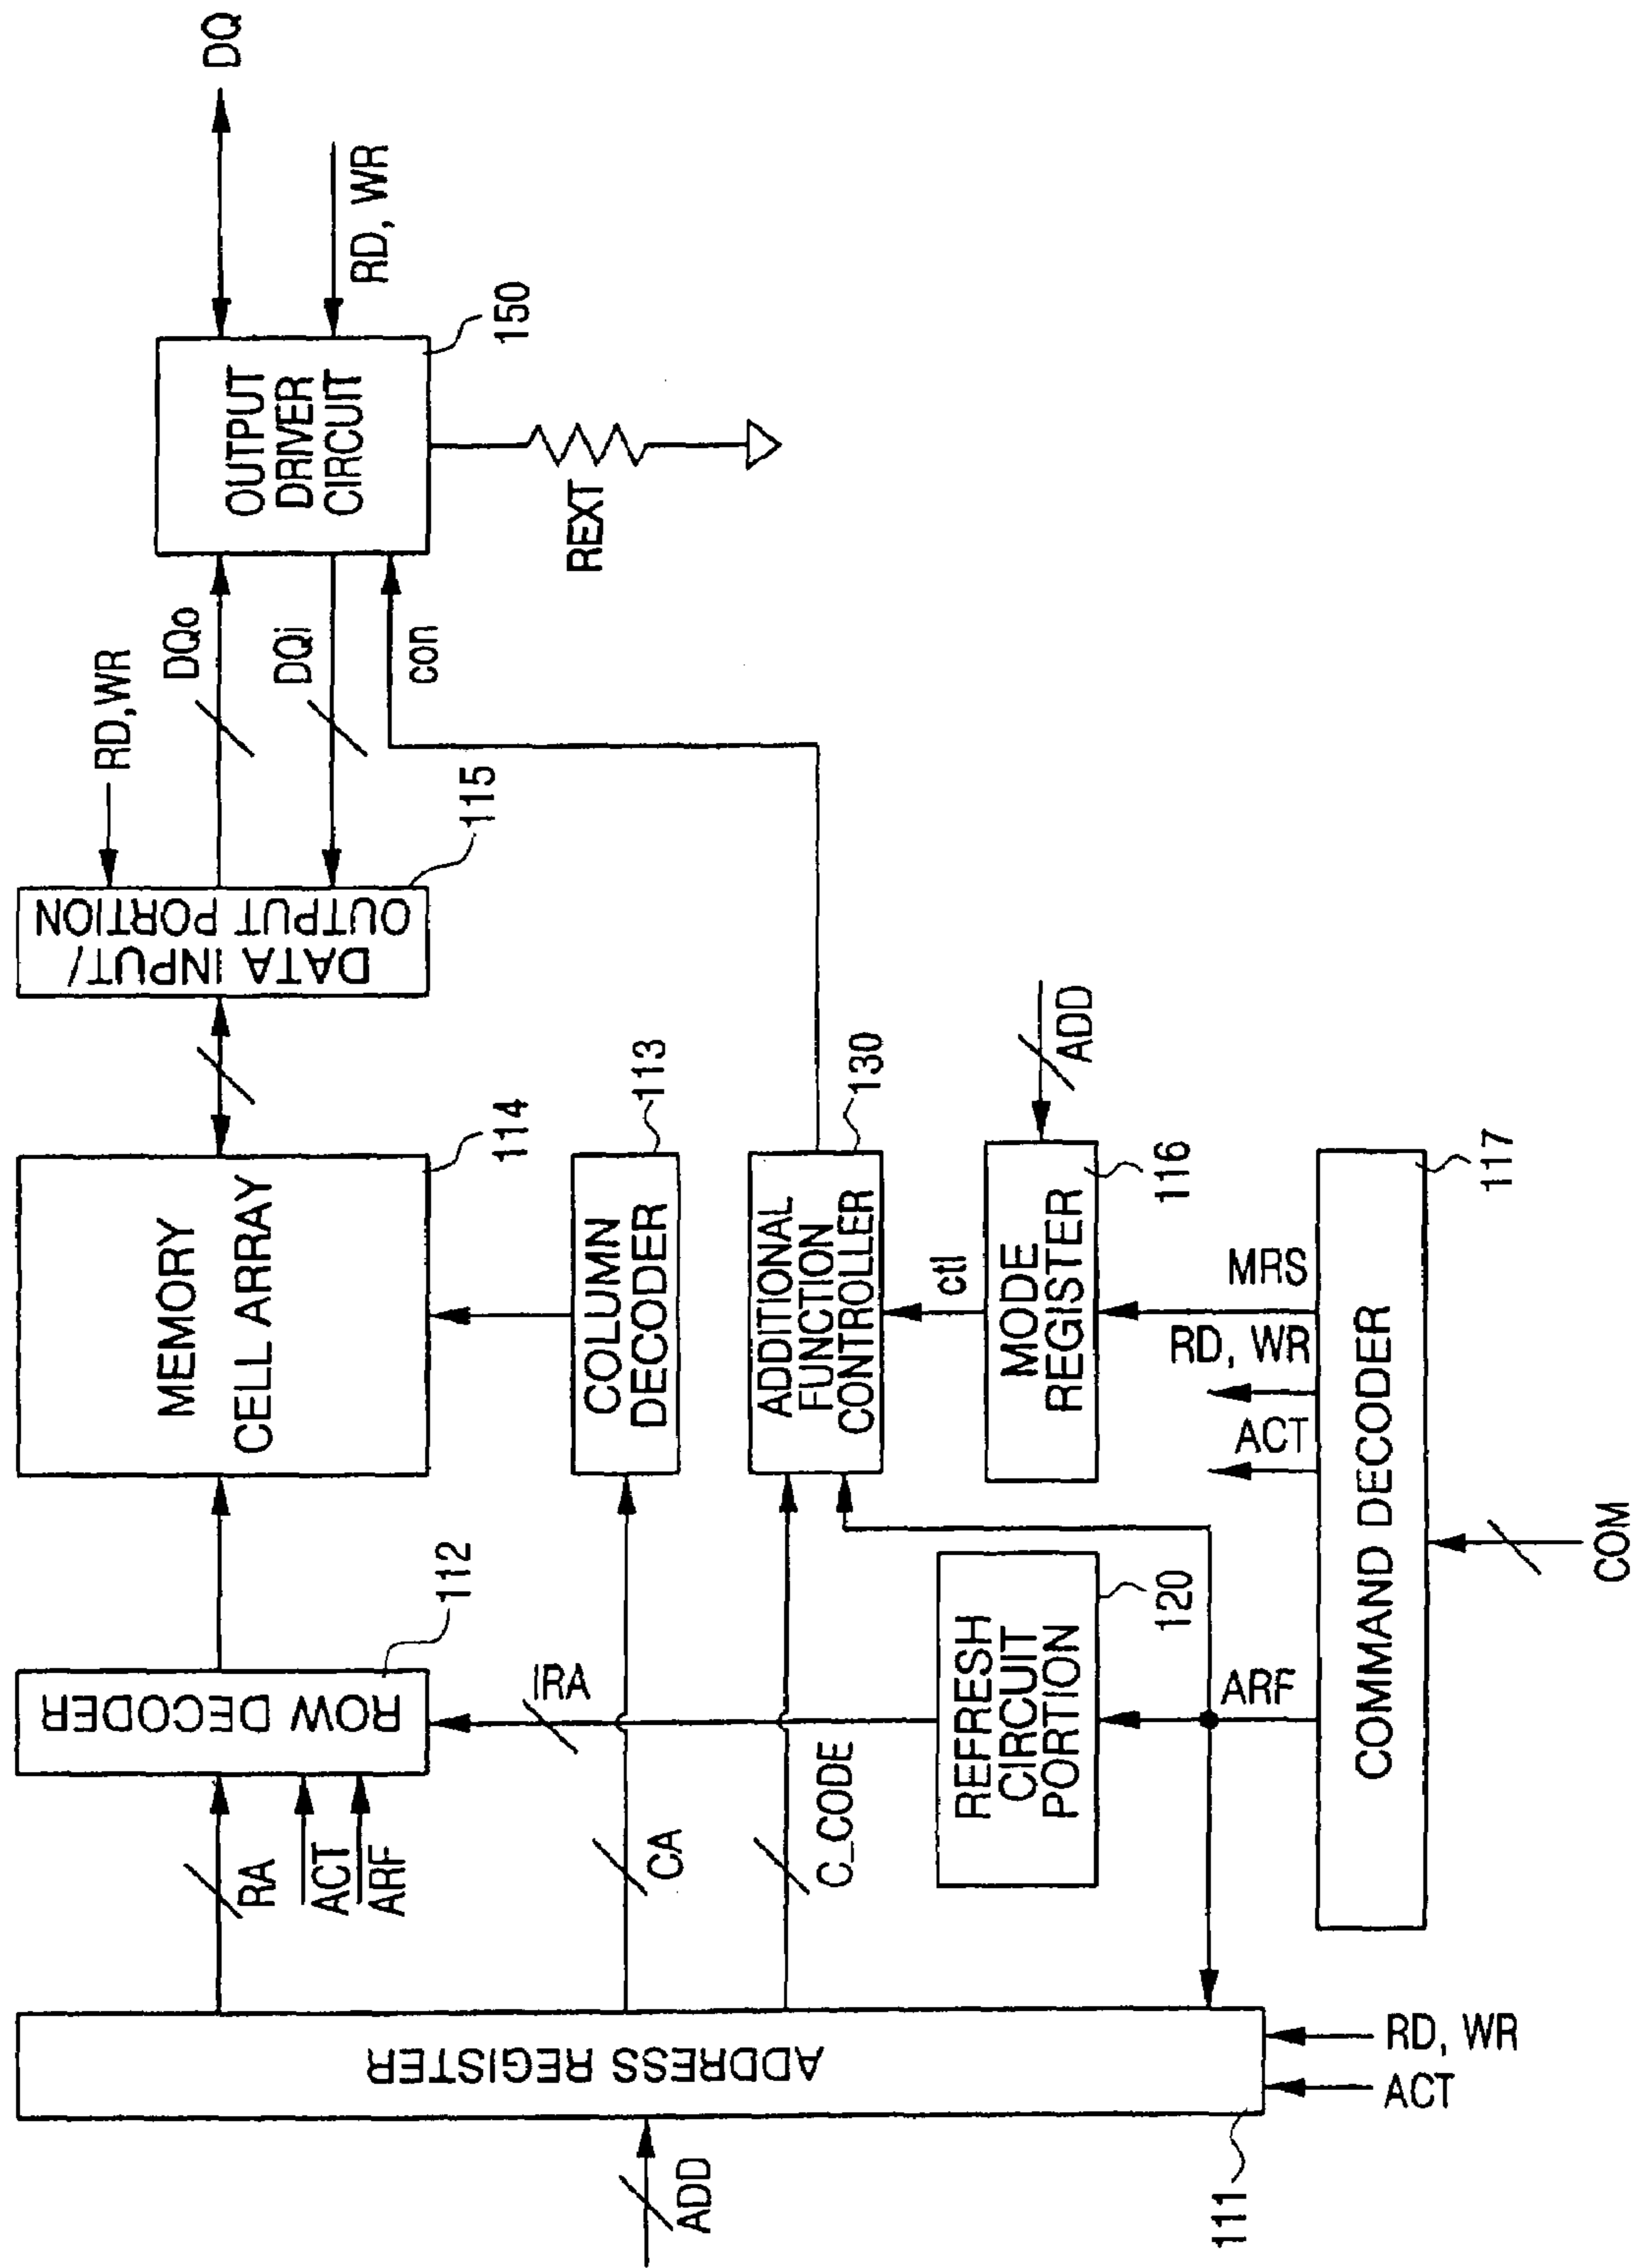 DQ
RD, WR
150
OUTPUT
DRIVER
CIRCUIT
REXT
RD,WR
DQo
DQi
con
115
DATA INPUT/
OUTPUT PORTION
114
MEMORY
CELL ARRAY
113
COLUMN
DECODER
130
ADDITIONAL
FUNCTION
CONTROLLER
ADD
116
MODE
REGISTER
ctl
MRS
RD, WR
ACT
117
COMMAND DECODER
COM
112
ROW DECODER
IRA
RA
ACT
ARF
CA
C_CODE
120
REFRESH
CIRCUIT
PORTION
ARF
ADDRESS REGISTER
RD, WR
ACT
111
ADD